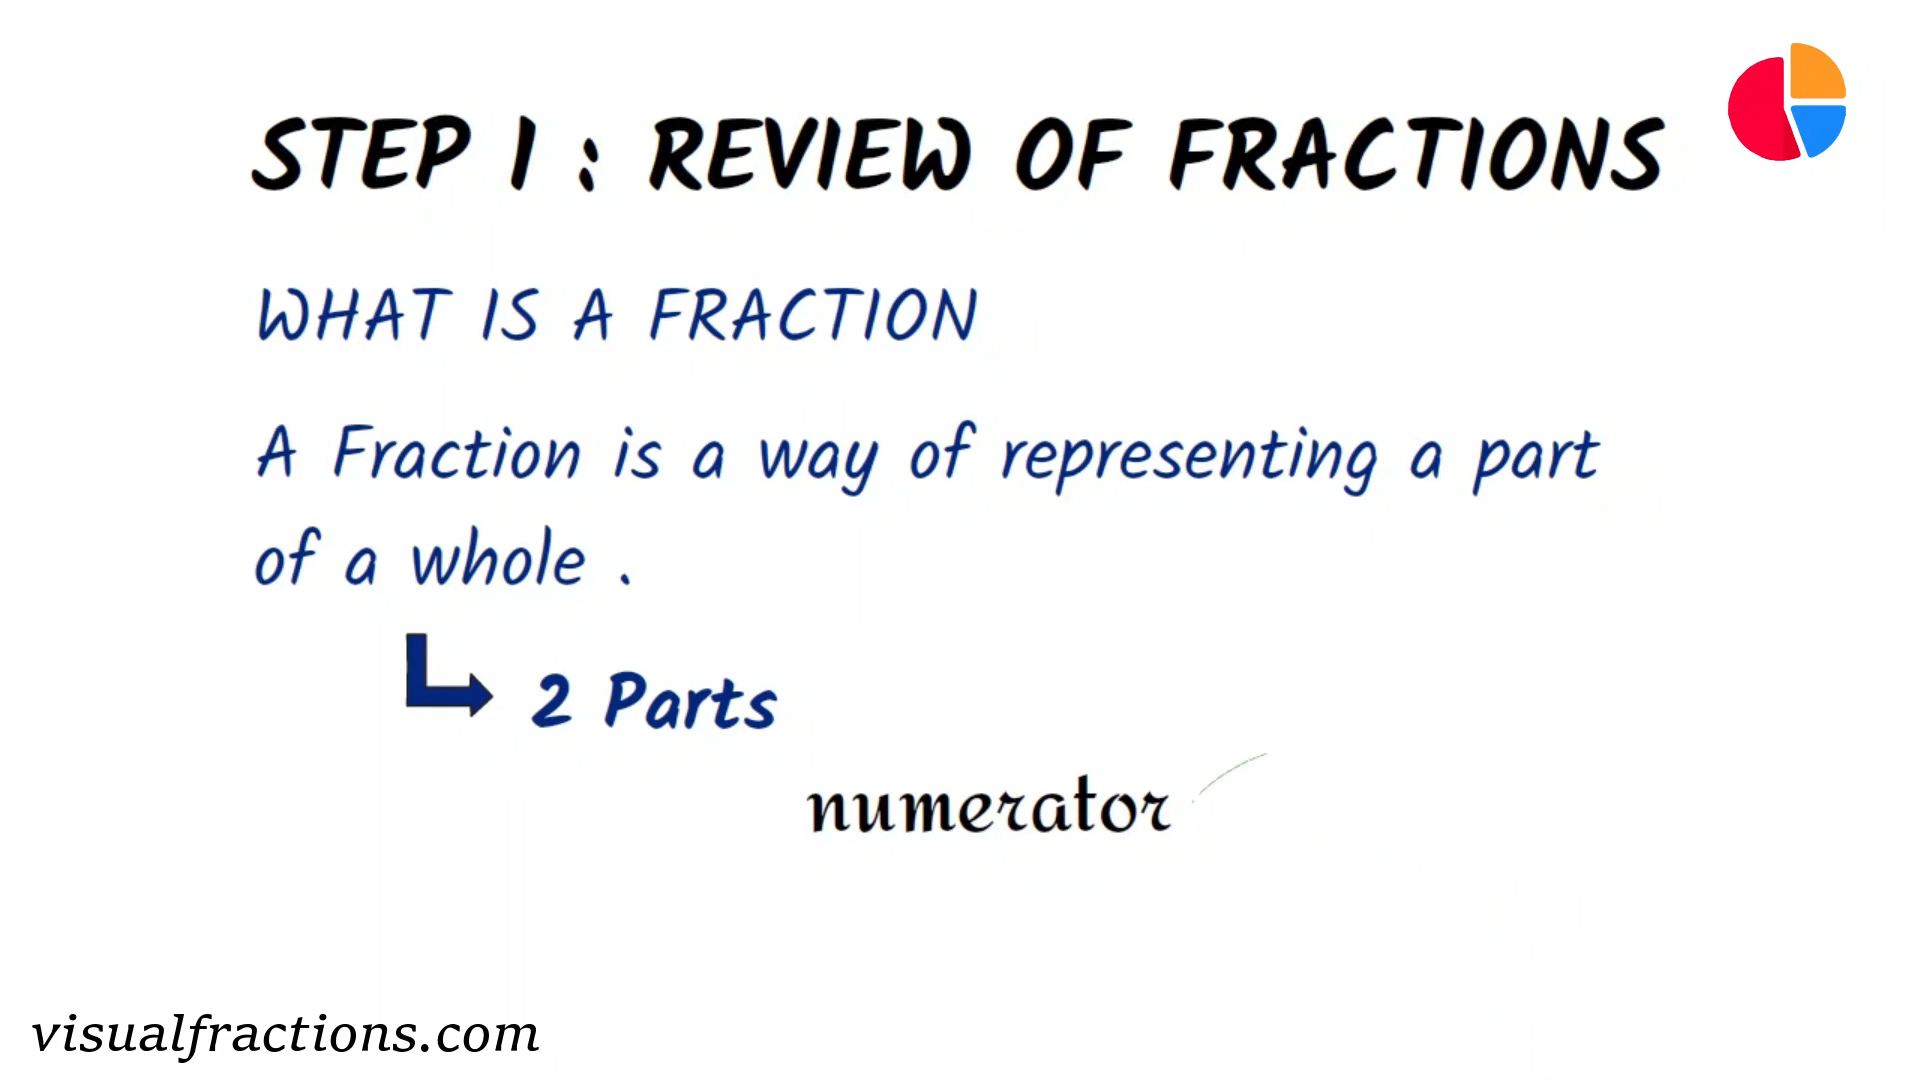 STEP 1 : REVIEW OF FRACTIONS
WHAT IS A FRACTION
A Fraction is a way of representing a part
of a whole .
2 Parts
numerator
visualfractions.com